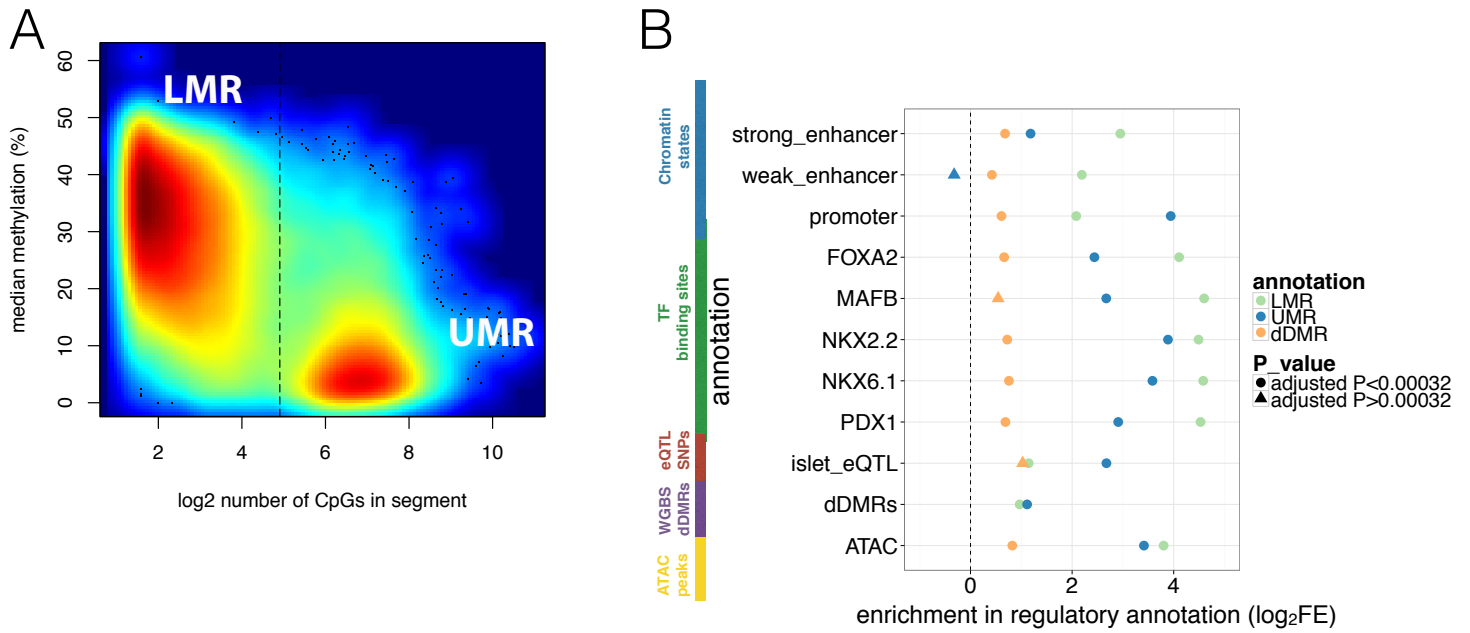 A
median methylation (%)
60
50
40
30
20
10
0
LMR
UMR
2
4
6
8
10
log2 number of CpGs in segment
B
Chromatin
states
TF
binding sites
eQTL
SNPs
WGBS
dDMRs
ATAC
peaks
annotation
strong_enhancer
weak_enhancer
promoter
FOXA2
MAFB
NKX2.2
NKX6.1
PDX1
islet_eQTL
dDMRs
ATAC
0
2
4
enrichment in regulatory annotation (log₂FE)
annotation
LMR
UMR
dDMR
P_value
adjusted P<0.00032
adjusted P>0.00032